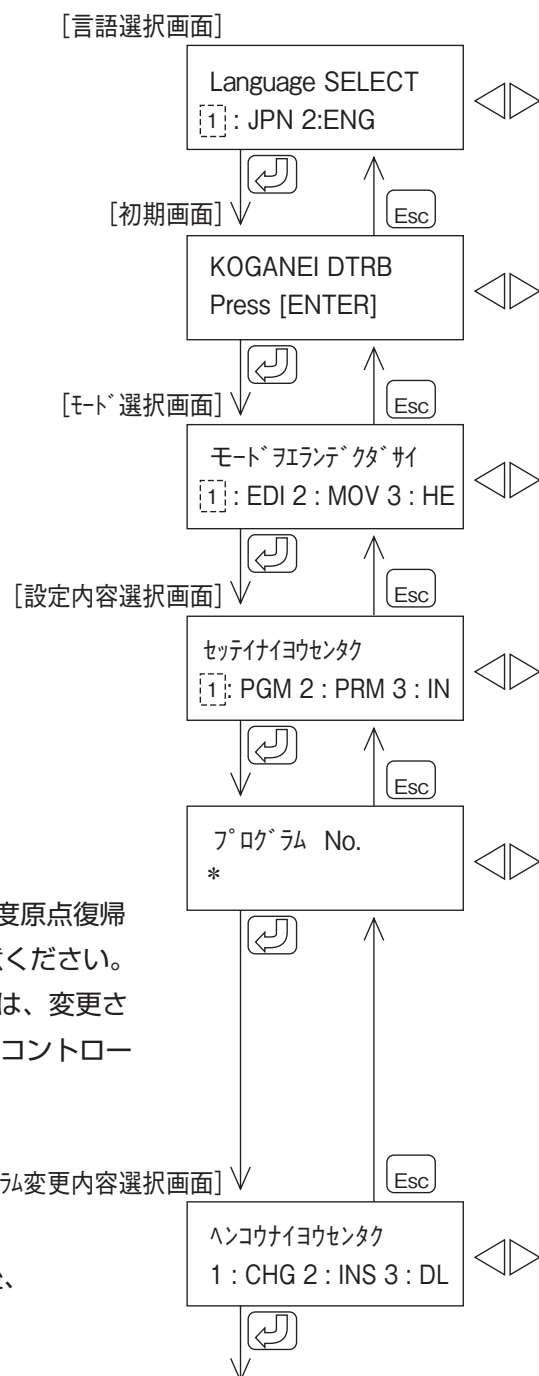 [言語選択画面]
Language SELECT
1 : JPN 2:ENG
Esc
[初期画面]
KOGANEI DTRB
Press [ENTER]
Esc
[ﾓｰﾄﾞ選択画面]
モードヲエランデクダサイ
1 : EDI 2 : MOV 3 : HE
Esc
[設定内容選択画面]
ｾｯﾃｲﾅｲﾖｳｾﾝﾀｸ
1 : PGM 2 : PRM 3 : IN
Esc
ﾌﾟﾛｸﾞﾗﾑ No.
*
度原点復帰
ください。
は、変更さ
コントロー
Esc
ﾗﾑ変更内容選択画面]
ﾍﾝｺｳﾅｲﾖｳｾﾝﾀｸ
1 : CHG 2 : INS 3 : DL
、